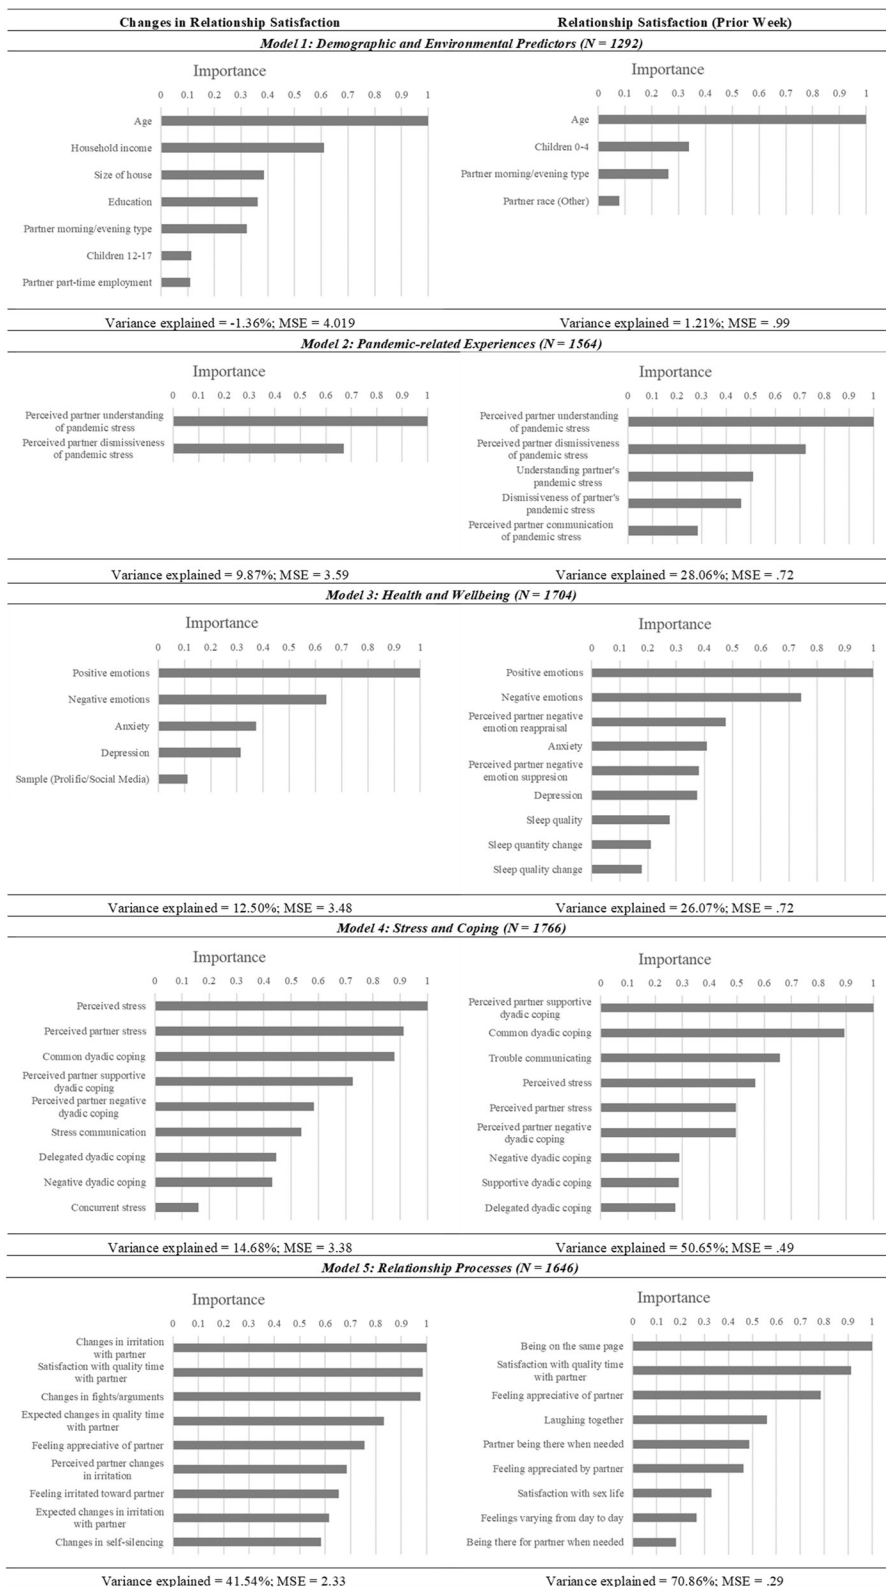 Changes in Relationship Satisfaction
Relationship Satisfaction (Prior Week)
Model 1: Demographic and Environmental Predictors (N = 1292)
Importance
0 0.1 0.2 0.3 0.4 0.5 0.6 0.7 0.8 0.9 1
Age
Household income
Size of house
Education
Partner morning/evening type
Children 12-17
Partner part-time employment
Importance
0 0.1 0.2 0.3 0.4 0.5 0.6 0.7 0.8 0.9 1
Age
Children 0-4
Partner morning/evening type
Partner race (Other)
Variance explained = -1.36%; MSE = 4.019
Variance explained = 1.21%; MSE = .99
Model 2: Pandemic-related Experiences (N = 1564)
Importance
0 0.1 0.2 0.3 0.4 0.5 0.6 0.7 0.8 0.9 1
Perceived partner understanding
of pandemic stress
Perceived partner dismissiveness
of pandemic stress
Importance
0 0.1 0.2 0.3 0.4 0.5 0.6 0.7 0.8 0.9 1
Perceived partner understanding
of pandemic stress
Perceived partner dismissiveness
of pandemic stress
Understanding partner's
pandemic stress
Dismissiveness of partner's
pandemic stress
Perceived partner communication
of pandemic stress
Variance explained = 9.87%; MSE = 3.59
Variance explained = 28.06%; MSE = .72
Model 3: Health and Wellbeing (N = 1704)
Importance
0 0.1 0.2 0.3 0.4 0.5 0.6 0.7 0.8 0.9 1
Positive emotions
Negative emotions
Anxiety
Depression
Sample (Prolific/Social Media)
Importance
0 0.1 0.2 0.3 0.4 0.5 0.6 0.7 0.8 0.9 1
Positive emotions
Negative emotions
Perceived partner negative
emotion reappraisal
Anxiety
Perceived partner negative
emotion suppresion
Depression
Sleep quality
Sleep quantity change
Sleep quality change
Variance explained = 12.50%; MSE = 3.48
Variance explained = 26.07%; MSE = .72
Model 4: Stress and Coping (N = 1766)
Importance
0 0.1 0.2 0.3 0.4 0.5 0.6 0.7 0.8 0.9 1
Perceived stress
Perceived partner stress
Common dyadic coping
Perceived partner supportive
dyadic coping
Perceived partner negative
dyadic coping
Stress communication
Delegated dyadic coping
Negative dyadic coping
Concurrent stress
Importance
0 0.1 0.2 0.3 0.4 0.5 0.6 0.7 0.8 0.9 1
Perceived partner supportive
dyadic coping
Common dyadic coping
Trouble communicating
Perceived stress
Perceived partner stress
Perceived partner negative
dyadic coping
Negative dyadic coping
Supportive dyadic coping
Delegated dyadic coping
Variance explained = 14.68%; MSE = 3.38
Variance explained = 50.65%; MSE = .49
Model 5: Relationship Processes (N = 1646)
Importance
0 0.1 0.2 0.3 0.4 0.5 0.6 0.7 0.8 0.9 1
Changes in irritation
with partner
Satisfaction with quality time
with partner
Changes in fights/arguments
Expected changes in quality time
with partner
Feeling appreciative of partner
Perceived partner changes
in irritation
Feeling irritated toward partner
Expected changes in irritation
with partner
Changes in self-silencing
Importance
0 0.1 0.2 0.3 0.4 0.5 0.6 0.7 0.8 0.9 1
Being on the same page
Satisfaction with quality time
with partner
Feeling appreciative of partner
Laughing together
Partner being there when needed
Feeling appreciated by partner
Satisfaction with sex life
Feelings varying from day to day
Being there for partner when needed
Variance explained = 41.54%; MSE = 2.33
Variance explained = 70.86%; MSE = .29